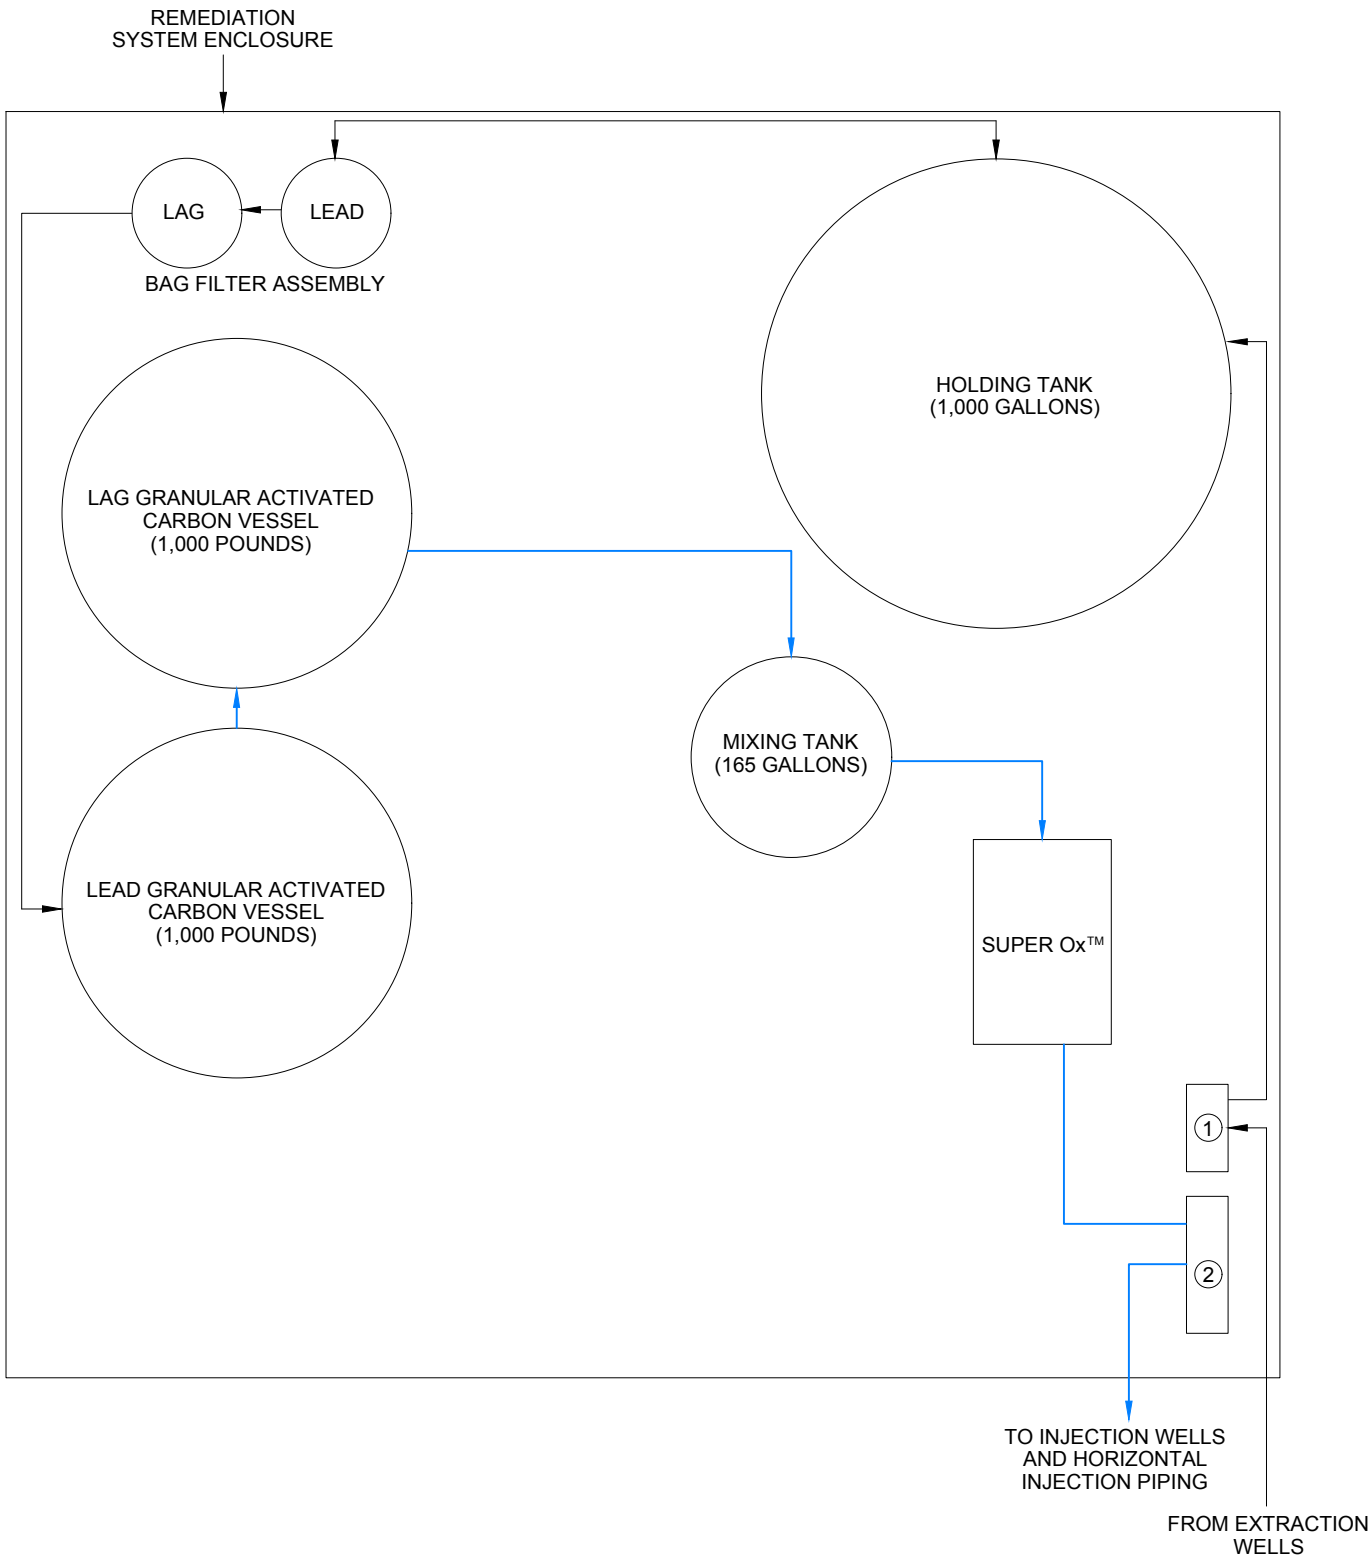 REMEDIATION
SYSTEM ENCLOSURE
LAG
LEAD
BAG FILTER ASSEMBLY
HOLDING TANK
(1,000 GALLONS)
LAG GRANULAR ACTIVATED
CARBON VESSEL
(1,000 POUNDS)
MIXING TANK
(165 GALLONS)
LEAD GRANULAR ACTIVATED
CARBON VESSEL
(1,000 POUNDS)
SUPER Ox™
1
2
TO INJECTION WELLS
AND HORIZONTAL
INJECTION PIPING
FROM EXTRACTION
WELLS